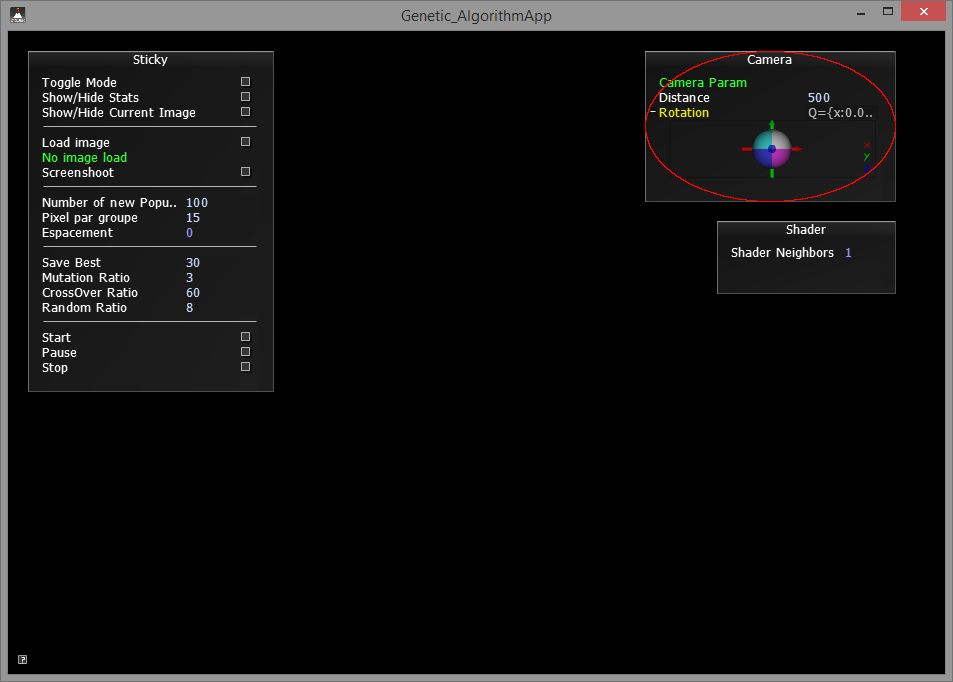 Genetic_AlgorithmApp
Sticky
Toggle Mode
Show/Hide Stats
Show/Hide Current Image
Load image
No image load
Screenshoot
Number of new Popu.. 100
Pixel par groupe 15
Espacement 0
Save Best 30
Mutation Ratio 3
CrossOver Ratio 60
Random Ratio 8
Start
Pause
Stop
Camera
Camera Param
Distance 500
Rotation Q={x:0.0..
x
y
Shader
Shader Neighbors 1
?